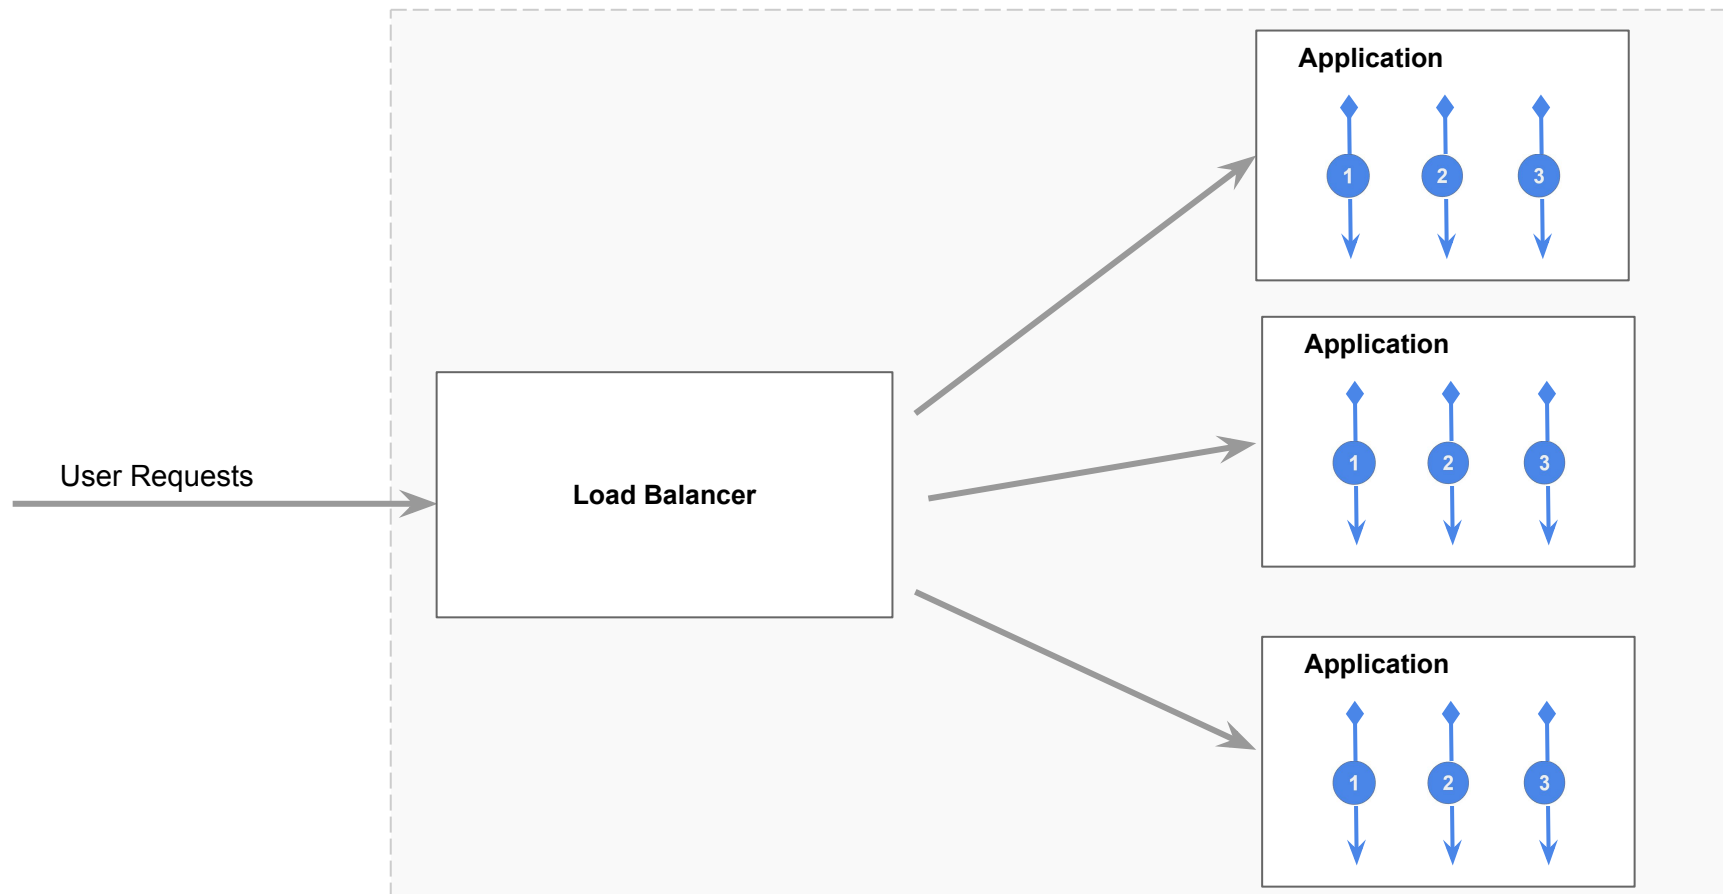 User Requests
Load Balancer
Application
1 2 3
Application
1 2 3
Application
1 2 3